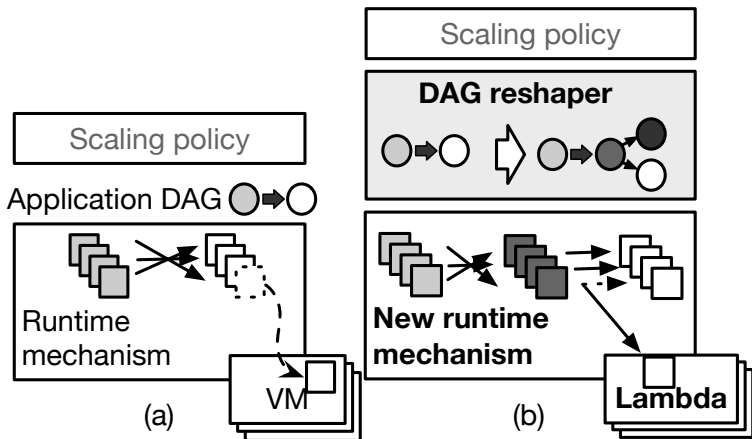 Scaling policy
Application DAG
Runtime
mechanism
VM
(a)
Scaling policy
DAG reshaper
New runtime
mechanism
Lambda
(b)